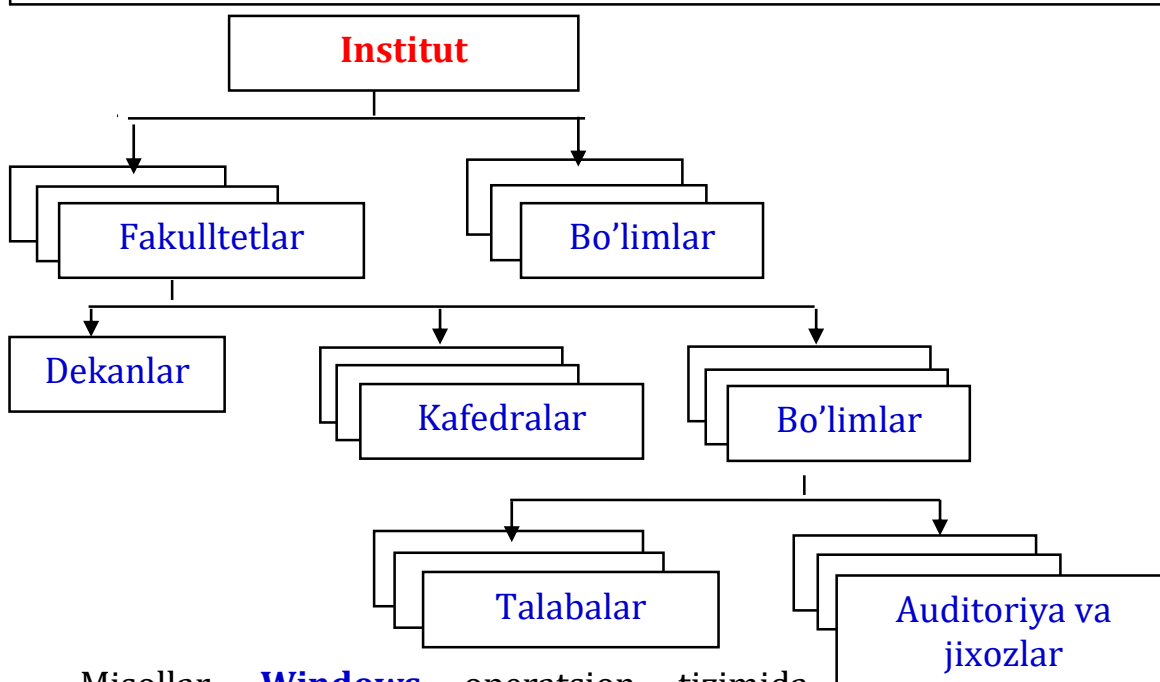 Institut
Fakulltetlar
Bo’limlar
Dekanlar
Kafedralar
Bo’limlar
Talabalar
Auditoriya va
jixozlar
Misollar Windows operatsion tizimida